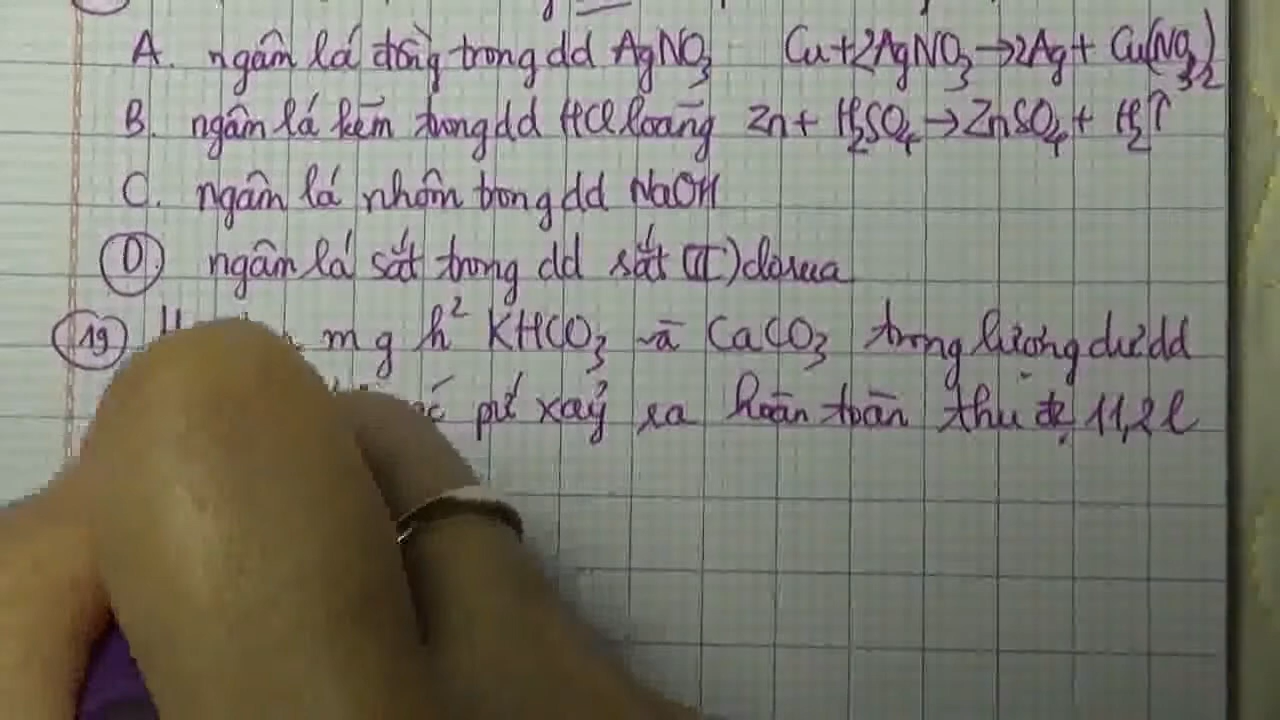 A. ngâm lá đồng trong dd AgNO₃ Cu + 2AgNO₃ → 2Ag + Cu(NO₃)₂
B. ngâm lá kẽm trong dd HCl loãng Zn + H₂SO₄ → ZnSO₄ + H₂↑
C. ngâm lá nhôm trong dd NaOH
D. ngâm lá sắt trong dd sắt (II) clorua
19 m g h² KHCO₃ và CaCO₃ trong lượng dư dd
pứ xảy ra hoàn toàn thu đc 11,2 l